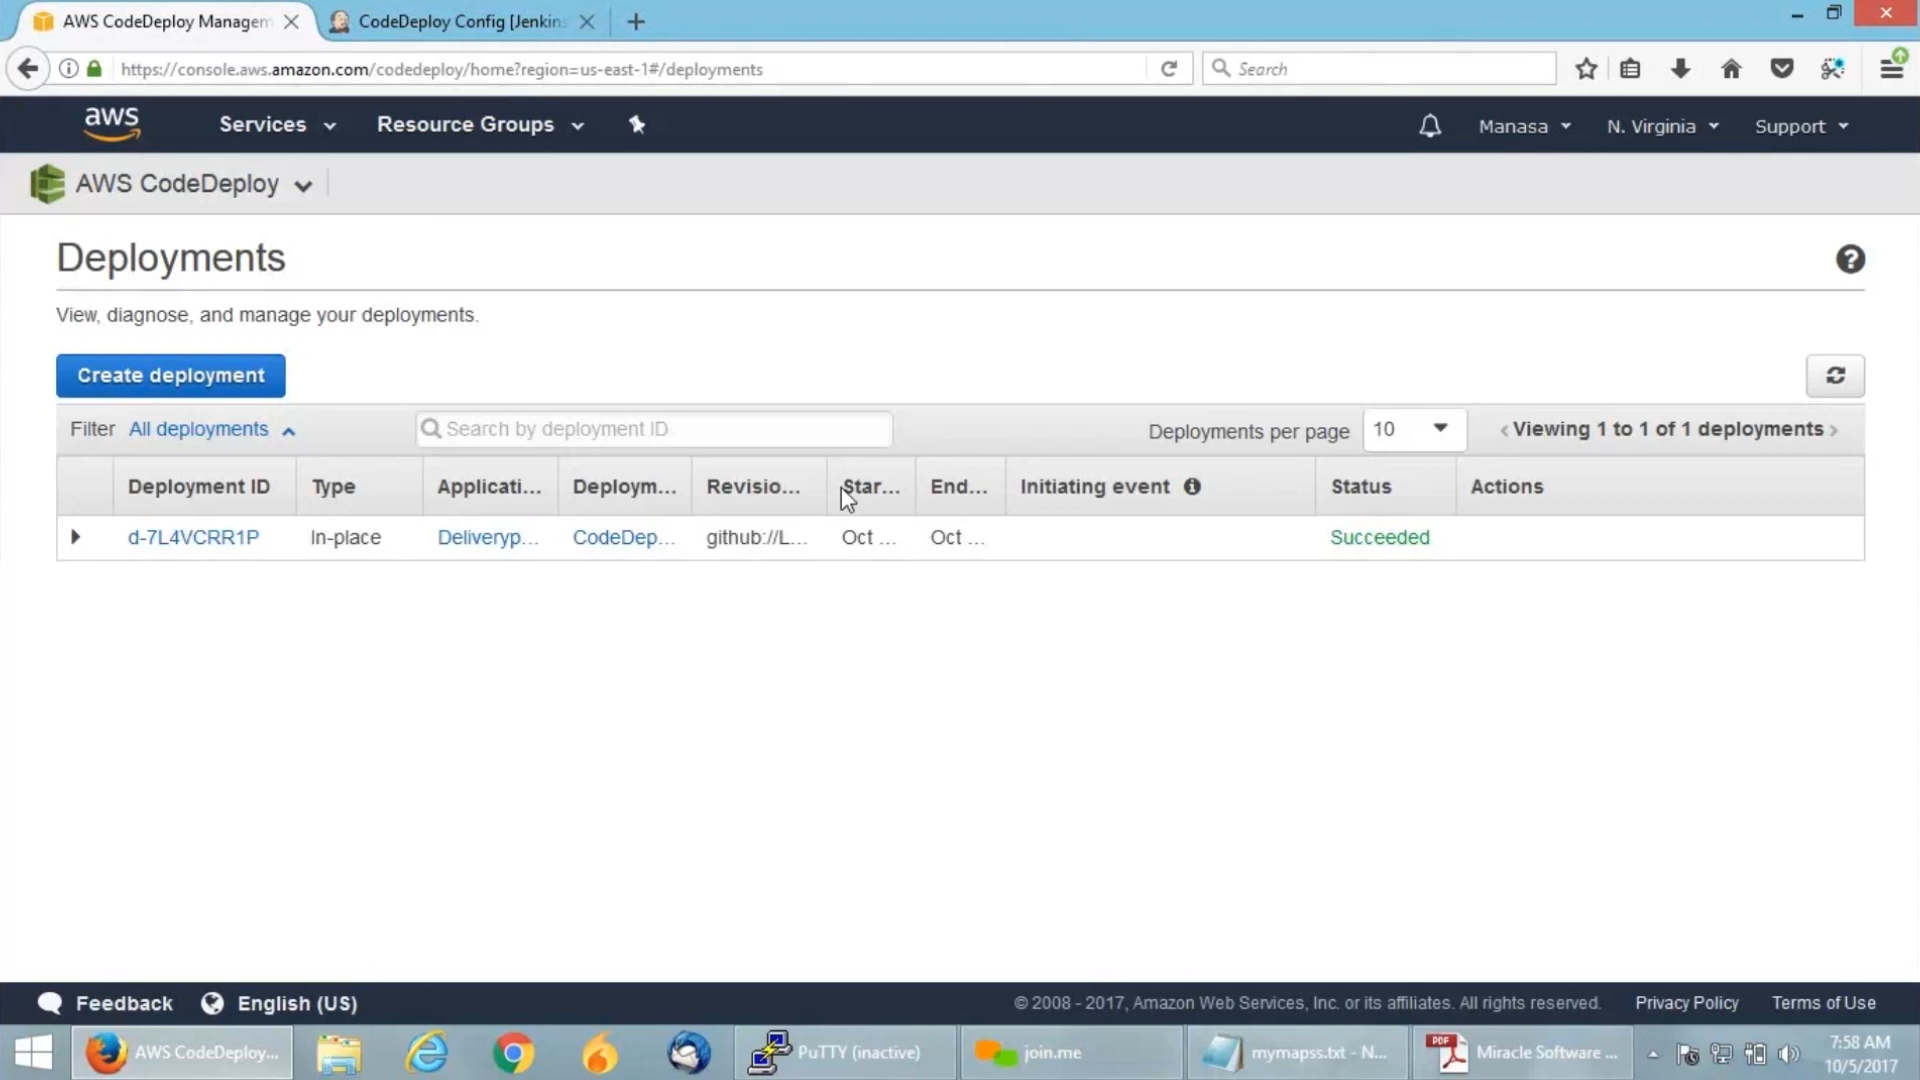 AWS CodeDeploy Managem
CodeDeploy Config [Jenkins
https://console.aws.amazon.com/codedeploy/home?region=us-east-1#/deployments
Search
aws
Services
Resource Groups
Manasa
N. Virginia
Support
AWS CodeDeploy
Deployments
View, diagnose, and manage your deployments.
Create deployment
Filter All deployments
Search by deployment ID
Deployments per page 10
Viewing 1 to 1 of 1 deployments
Deployment ID Type Applicati... Deploym... Revisio... Star... End... Initiating event Status Actions
d-7L4VCRR1P In-place Deliveryp... CodeDep... github://L... Oct ... Oct ... Succeeded
Feedback English (US)
© 2008 - 2017, Amazon Web Services, Inc. or its affiliates. All rights reserved. Privacy Policy Terms of Use
AWS CodeDeploy...
PuTTY (inactive)
join.me
mymapss.txt - N...
PDF
Miracle Software ...
7:58 AM
10/5/2017